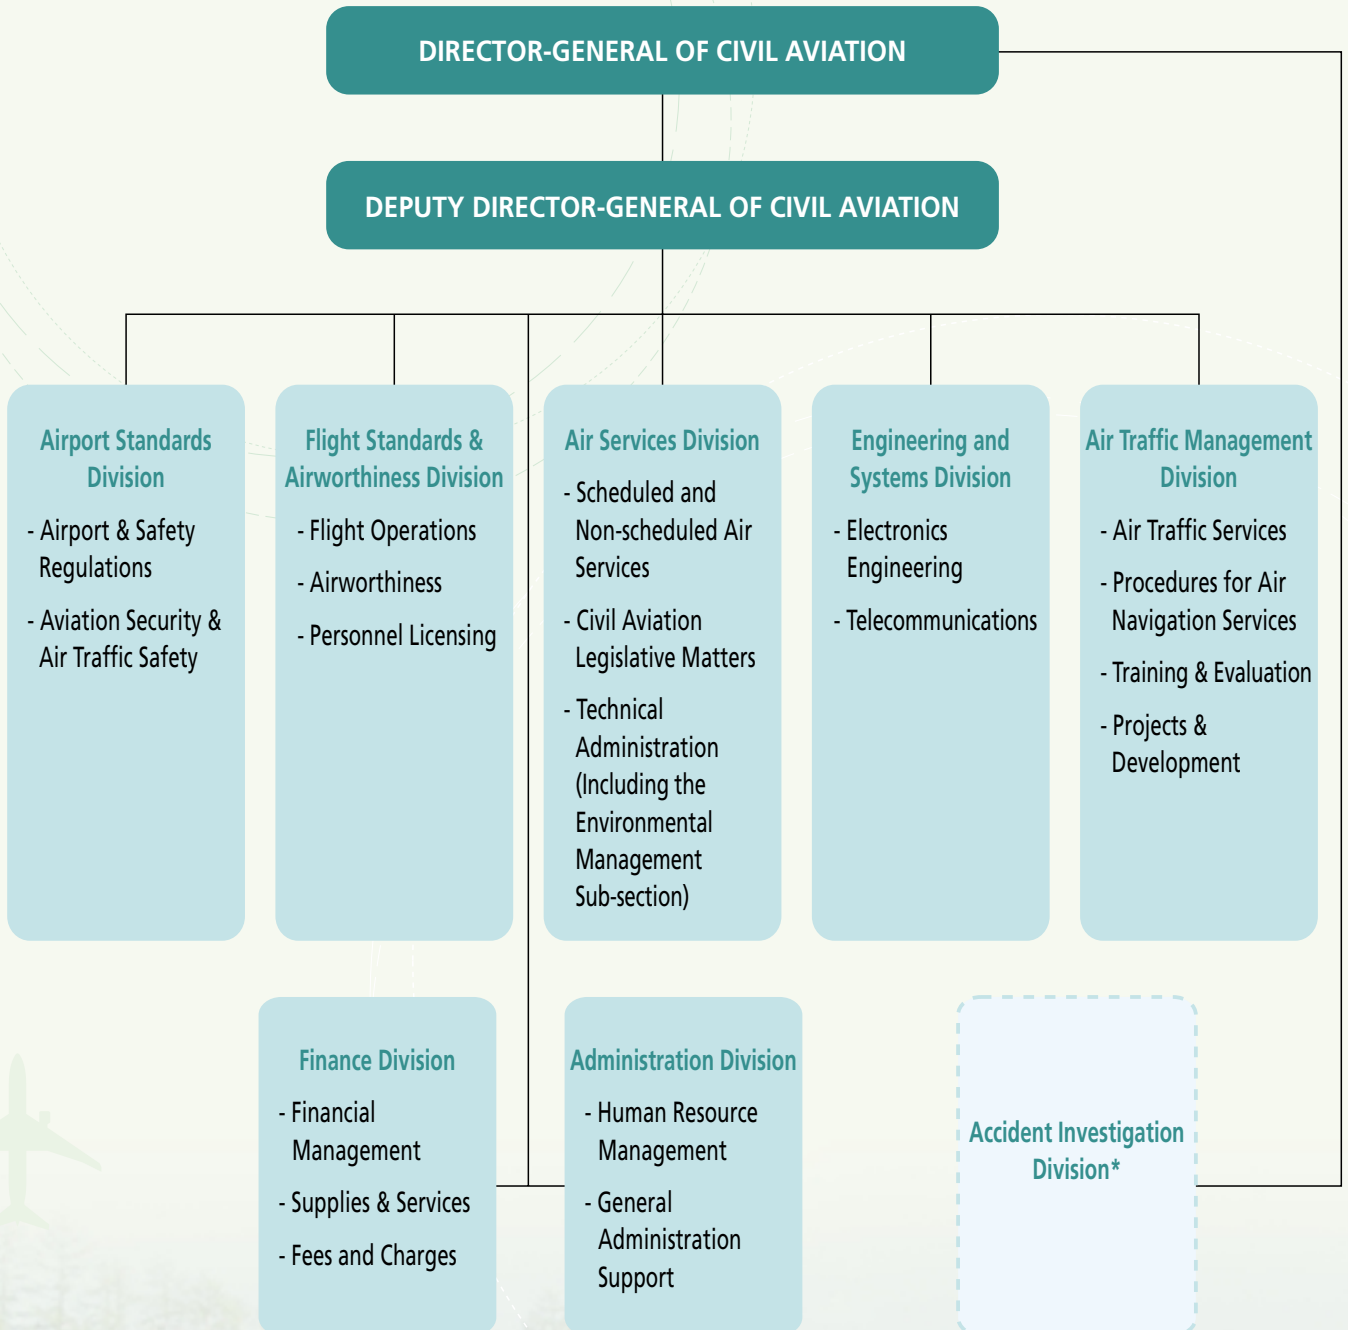 DIRECTOR-GENERAL OF CIVIL AVIATION
DEPUTY DIRECTOR-GENERAL OF CIVIL AVIATION
Airport Standards
Division
- Airport & Safety
Regulations
- Aviation Security &
Air Traffic Safety
Flight Standards &
Airworthiness Division
- Flight Operations
- Airworthiness
- Personnel Licensing
Air Services Division
- Scheduled and
Non-scheduled Air
Services
- Civil Aviation
Legislative Matters
- Technical
Administration
(Including the
Environmental
Management
Sub-section)
Engineering and
Systems Division
- Electronics
Engineering
- Telecommunications
Air Traffic Management
Division
- Air Traffic Services
- Procedures for Air
Navigation Services
- Training & Evaluation
- Projects &
Development
Finance Division
- Financial
Management
- Supplies & Services
- Fees and Charges
Administration Division
- Human Resource
Management
- General
Administration
Support
Accident Investigation
Division*